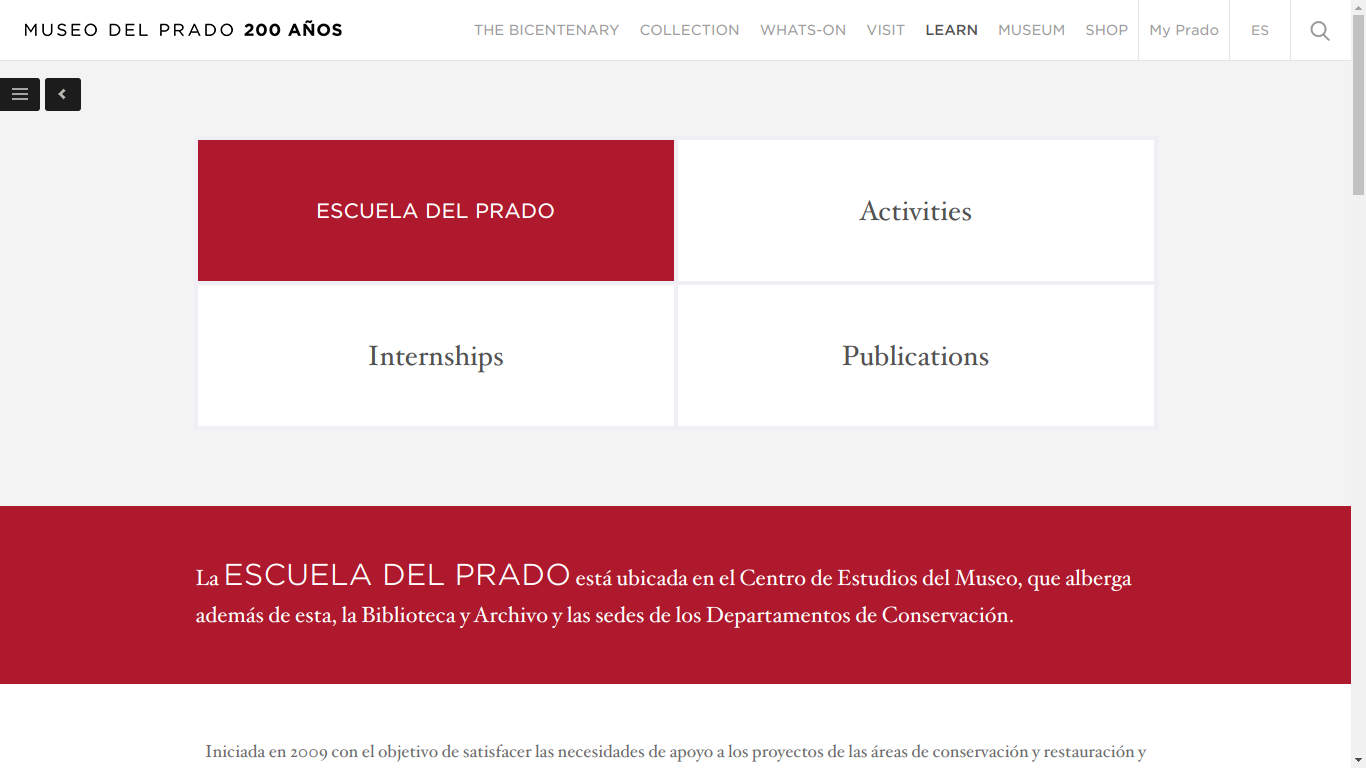 MUSEO DEL PRADO 200 AÑOS
THE BICENTENARY COLLECTION WHATS-ON VISIT LEARN MUSEUM SHOP My Prado ES
ESCUELA DEL PRADO
Activities
Internships
Publications
La ESCUELA DEL PRADO está ubicada en el Centro de Estudios del Museo, que alberga
además de esta, la Biblioteca y Archivo y las sedes de los Departamentos de Conservación.
Iniciada en 2009 con el objetivo de satisfacer las necesidades de apoyo a los proyectos de las áreas de conservación y restauración y